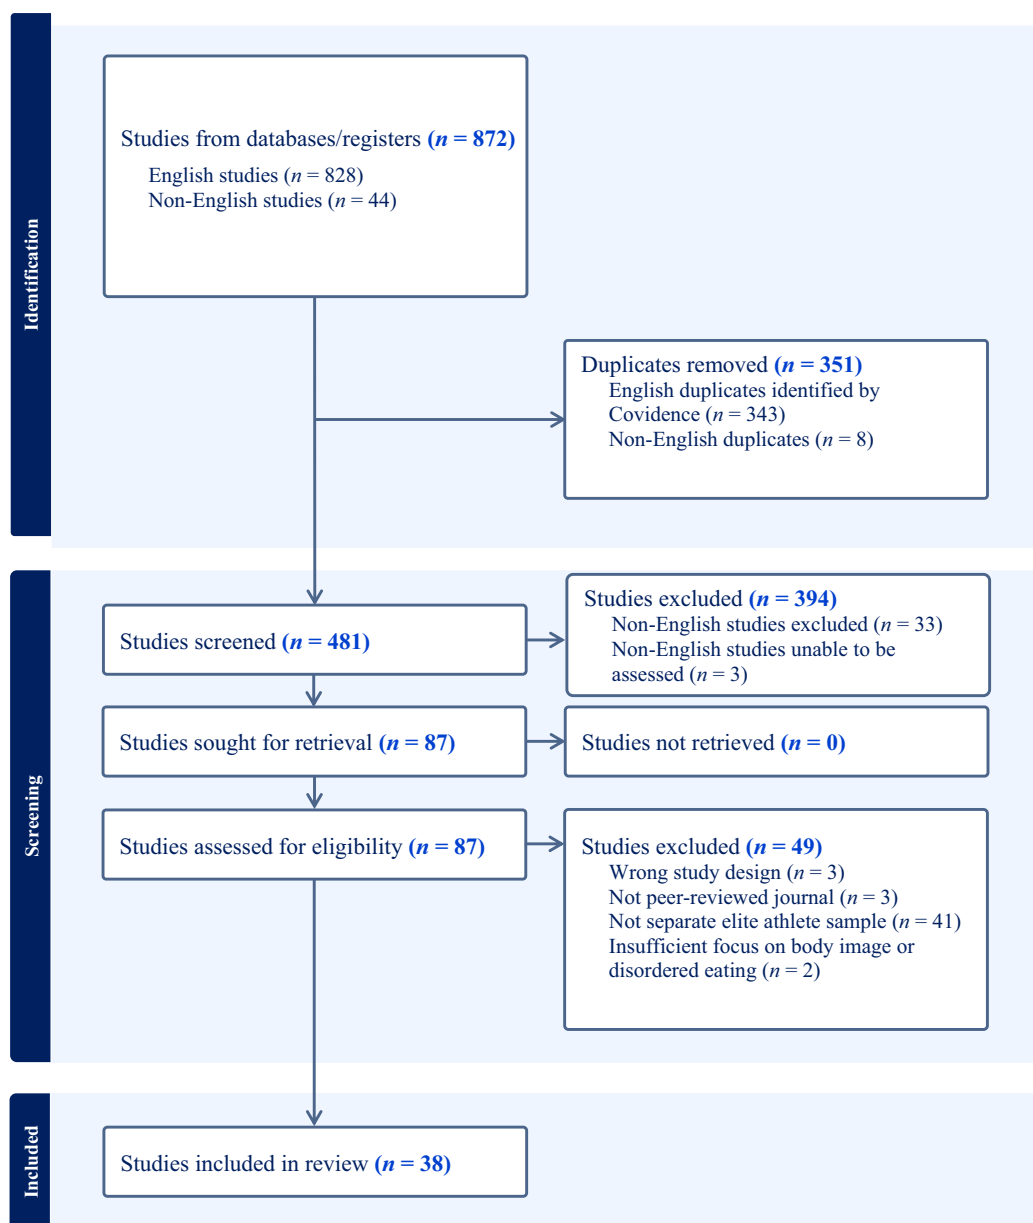 Identification
Studies from databases/registers (n = 872)
English studies (n = 828)
Non-English studies (n = 44)
Duplicates removed (n = 351)
English duplicates identified by
Covidence (n = 343)
Non-English duplicates (n = 8)
Screening
Studies screened (n = 481)
Studies excluded (n = 394)
Non-English studies excluded (n = 33)
Non-English studies unable to be
assessed (n = 3)
Studies sought for retrieval (n = 87)
Studies not retrieved (n = 0)
Studies assessed for eligibility (n = 87)
Studies excluded (n = 49)
Wrong study design (n = 3)
Not peer-reviewed journal (n = 3)
Not separate elite athlete sample (n = 41)
Insufficient focus on body image or
disordered eating (n = 2)
Included
Studies included in review (n = 38)